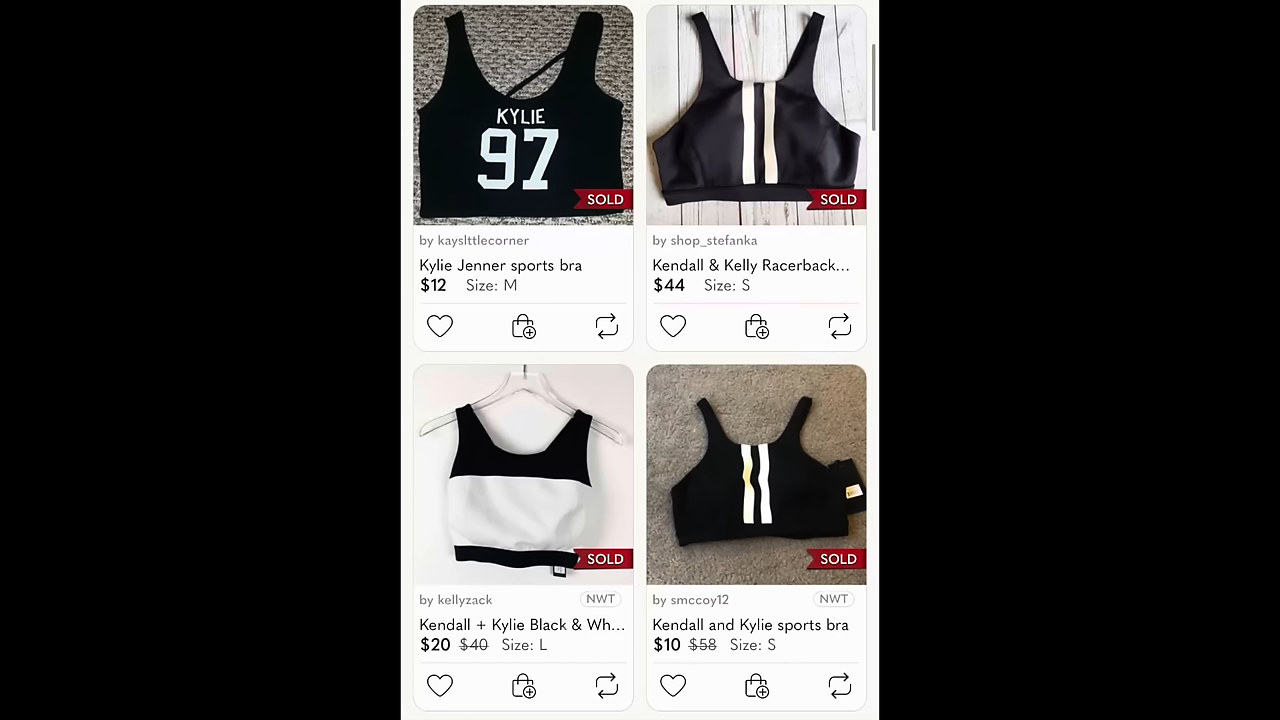 KYLIE
97
SOLD
SOLD
by kayslttlecorner
by shop_stefanka
Kylie Jenner sports bra
Kendall & Kelly Racerback...
$12 Size: M
$44 Size: S
SOLD
SOLD
by kellyzack NWT
by smccoy12 NWT
Kendall + Kylie Black & Wh...
Kendall and Kylie sports bra
$20 $40 Size: L
$10 $58 Size: S